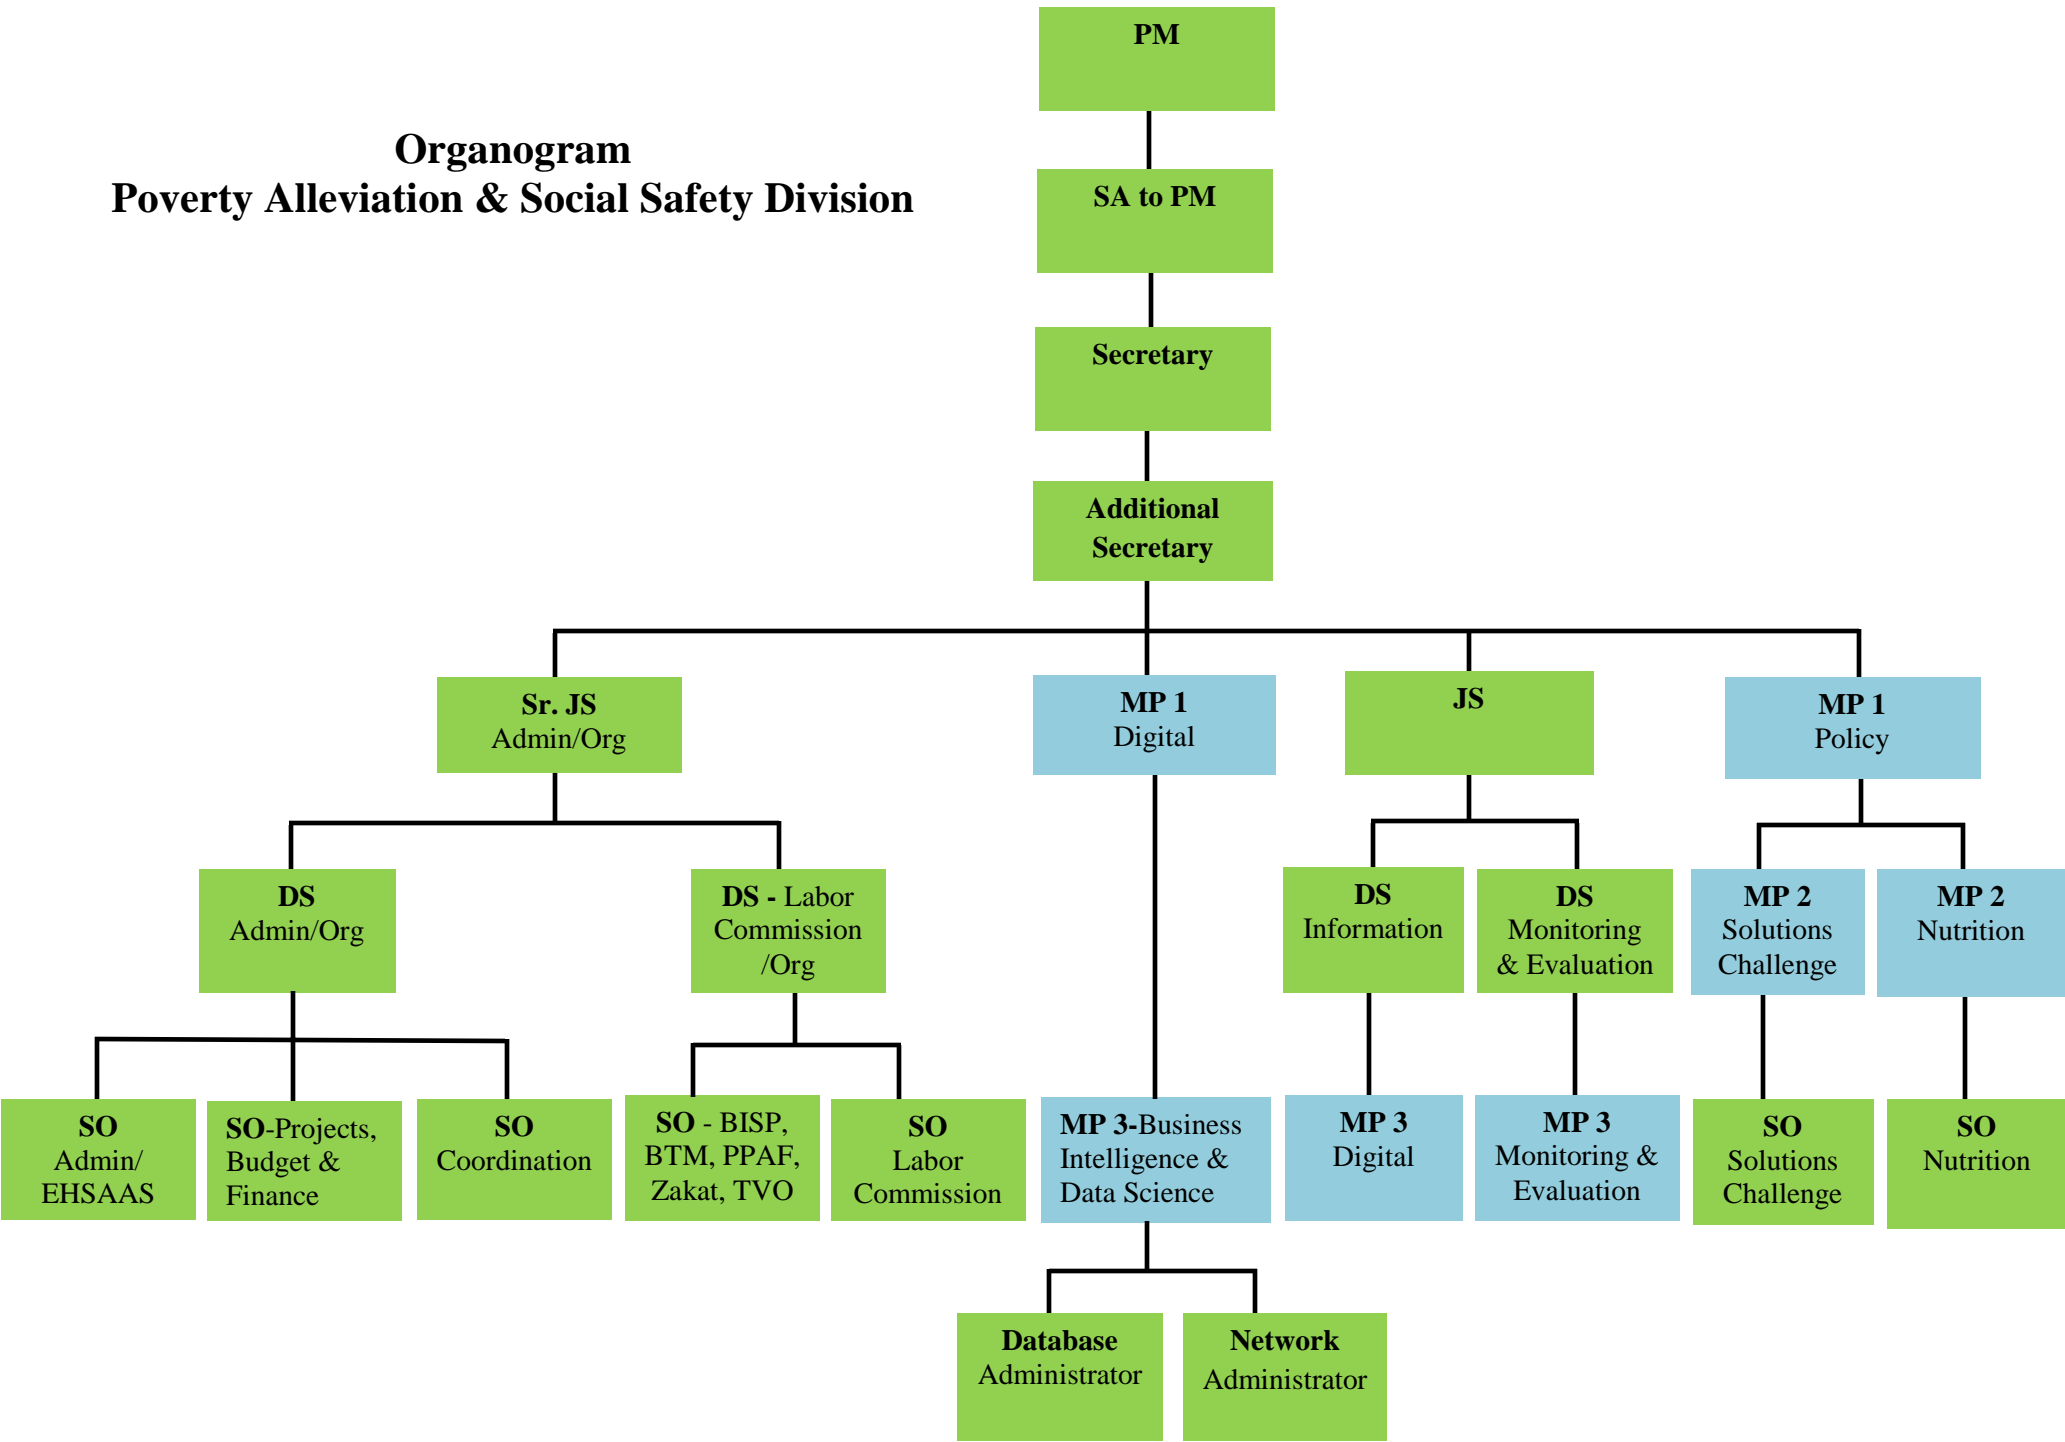 PM
Organogram
Poverty Alleviation & Social Safety Division
SA to PM
Secretary
Additional
Secretary
Sr. JS
Admin/Org
MP 1
Digital
JS
MP 1
Policy
DS
Admin/Org
DS - Labor
Commission
/Org
DS
Information
DS
Monitoring
& Evaluation
MP 2
Solutions
Challenge
MP 2
Nutrition
SO
Admin/
EHSAAS
SO-Projects,
Budget &
Finance
SO
Coordination
SO - BISP,
BTM, PPAF,
Zakat, TVO
SO
Labor
Commission
MP 3-Business
Intelligence &
Data Science
MP 3
Digital
MP 3
Monitoring &
Evaluation
SO
Solutions
Challenge
SO
Nutrition
Database
Administrator
Network
Administrator